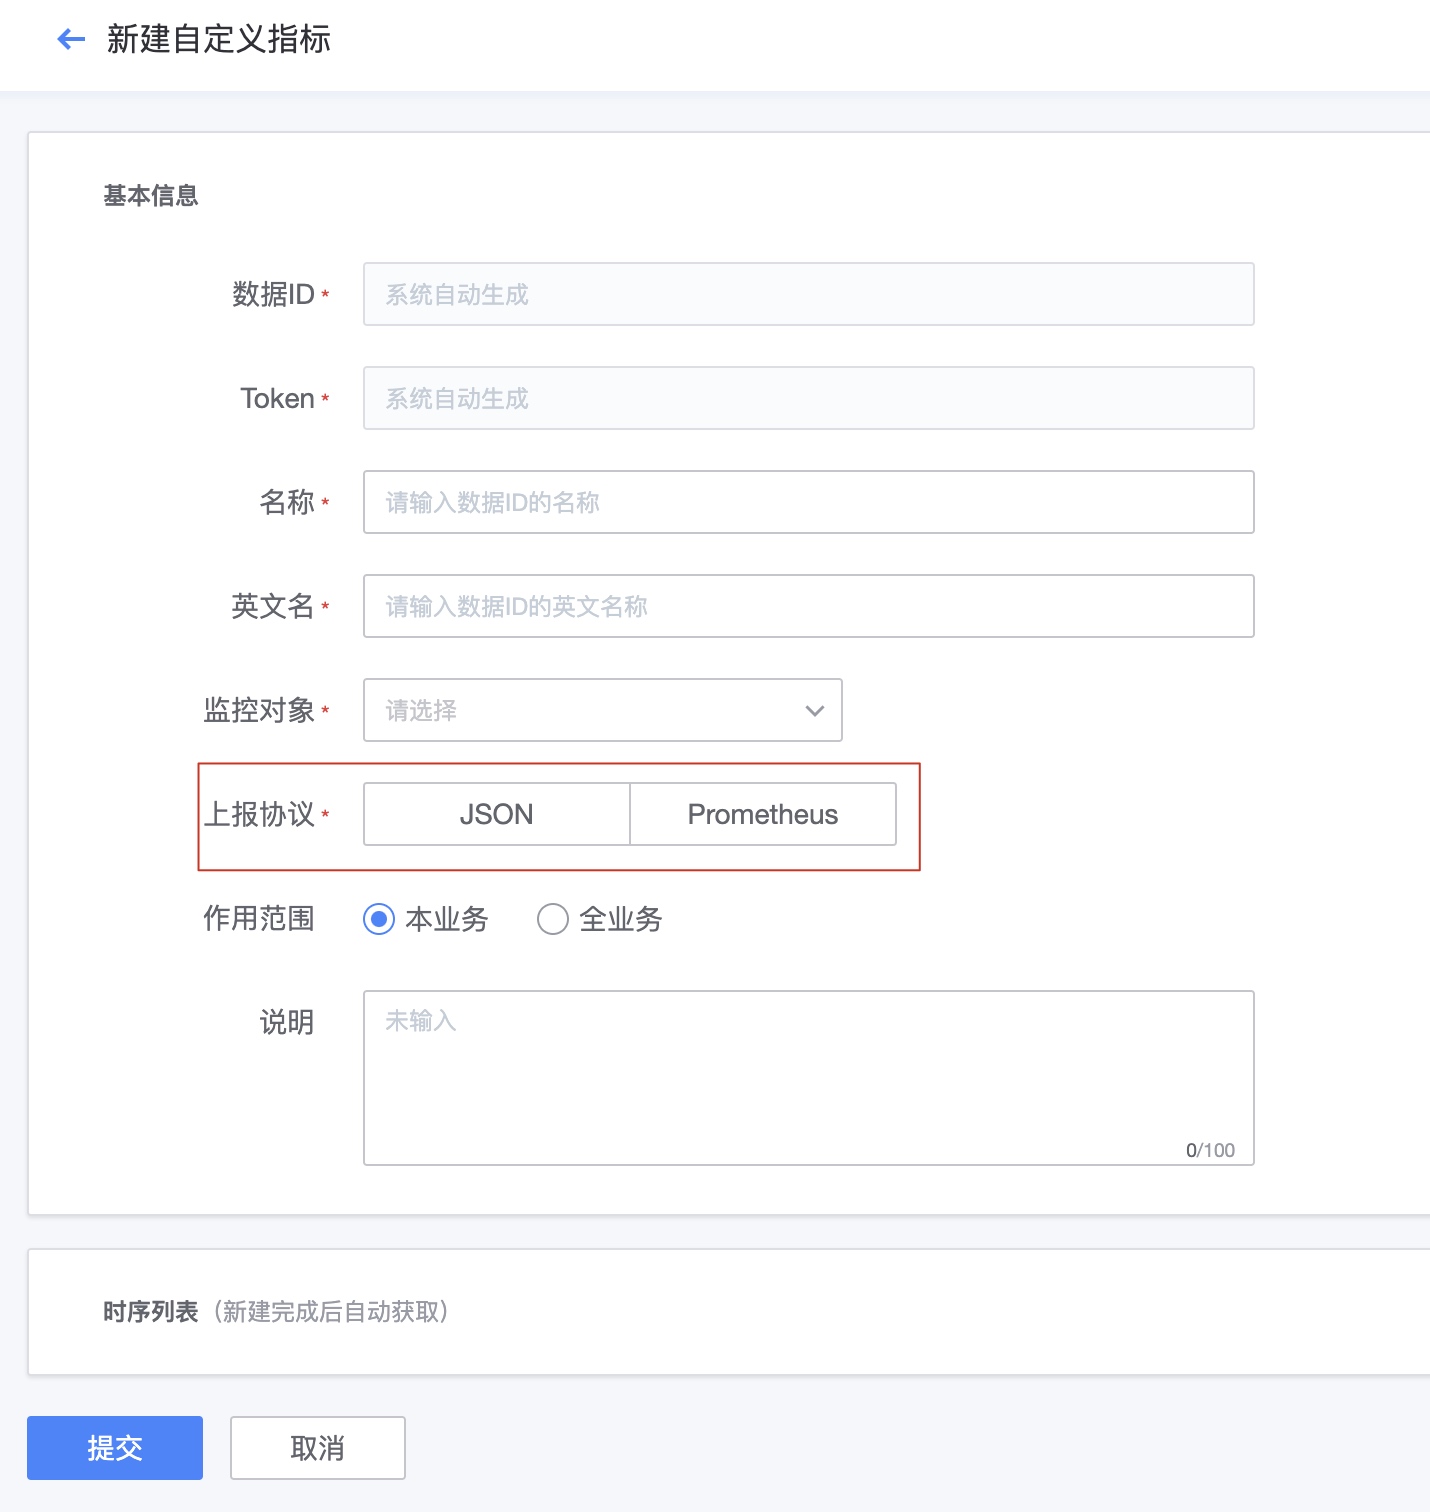 新建自定义指标
基本信息
数据ID * 系统自动生成
Token * 系统自动生成
名称 * 请输入数据ID的名称
英文名 * 请输入数据ID的英文名称
监控对象 * 请选择
上报协议 * JSON Prometheus
作用范围 本业务 全业务
说明 未输入
0/100
时序列表（新建完成后自动获取）
提交 取消